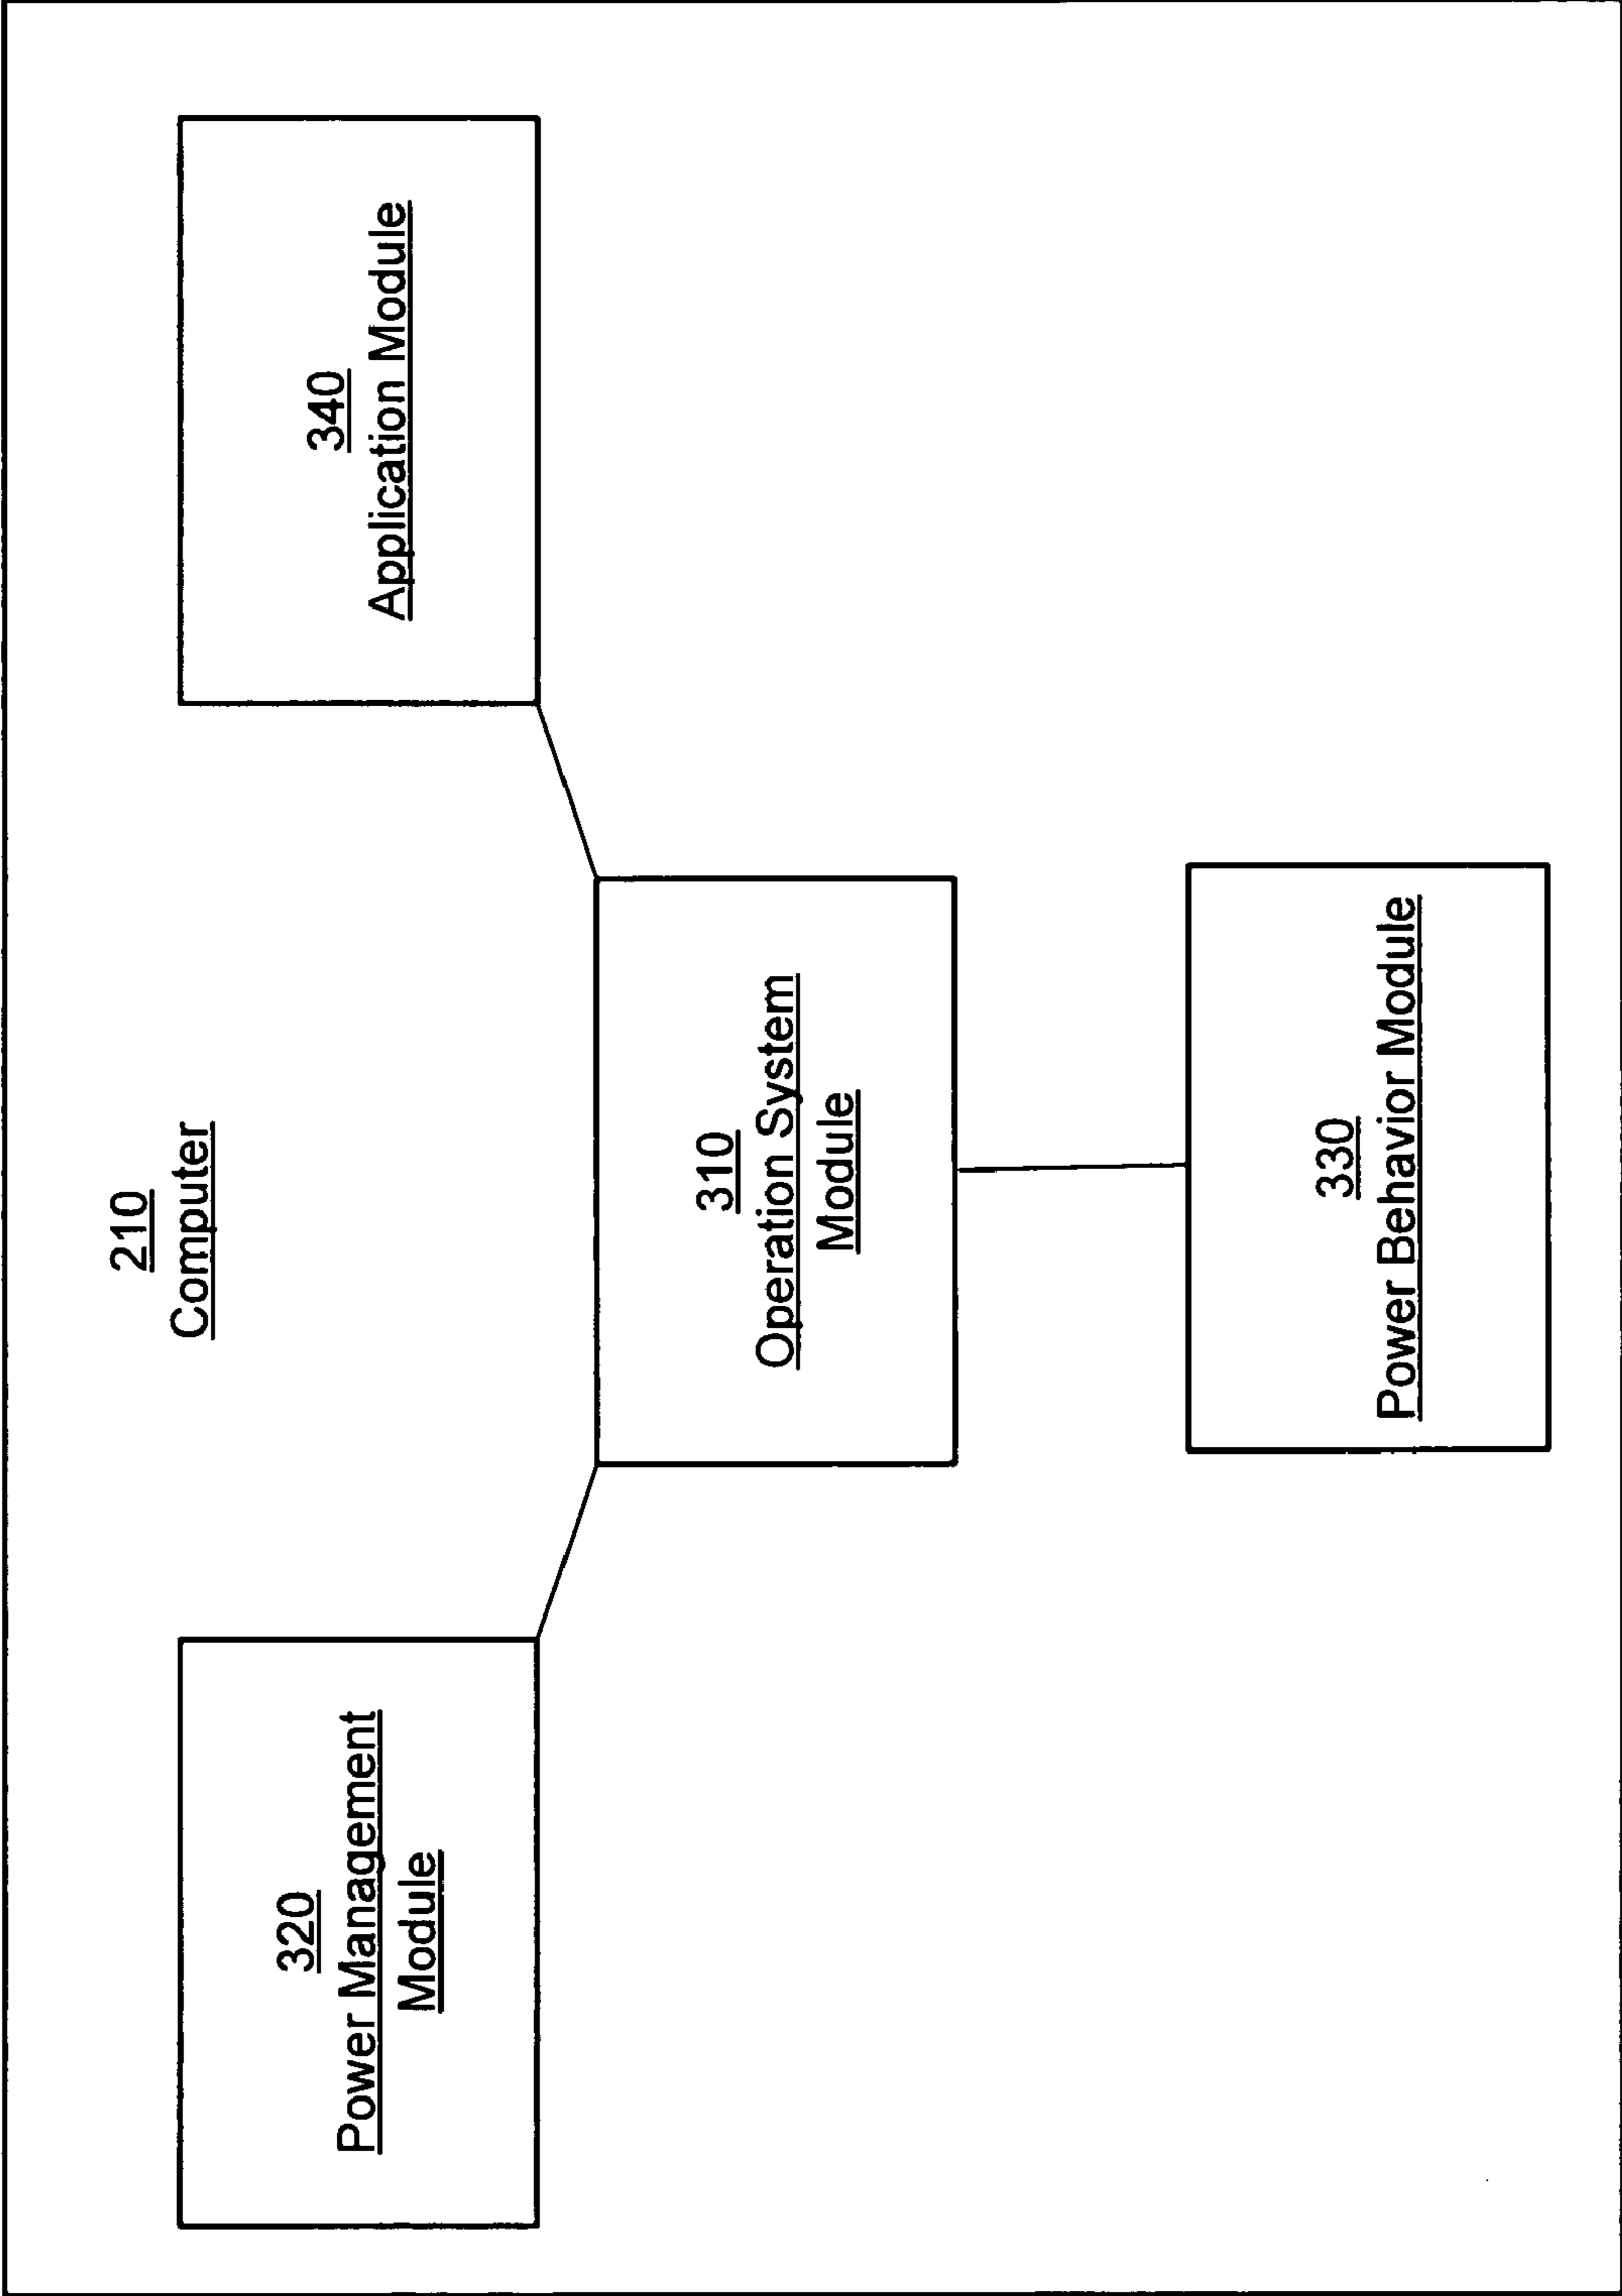 210
Computer
320
Power Management
Module
340
Application Module
310
Operation System
Module
330
Power Behavior Module